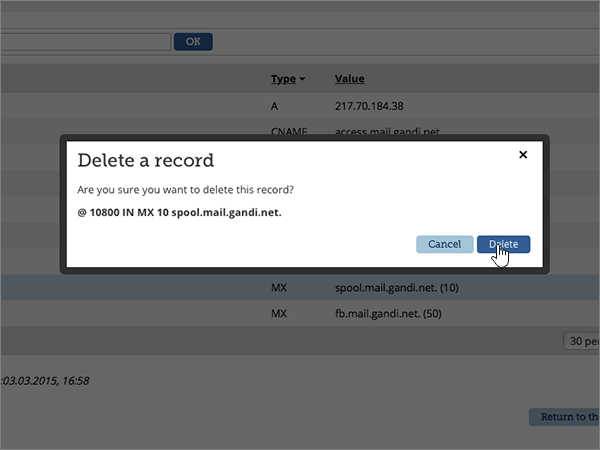 OK
Type Value
A 217.70.184.38
CNAME access.mail.gandi.net
Delete a record
×
Are you sure you want to delete this record?
@ 10800 IN MX 10 spool.mail.gandi.net.
Cancel Delete
MX spool.mail.gandi.net. (10)
MX fb.mail.gandi.net. (50)
30 per
:03.03.2015, 16:58
Return to th